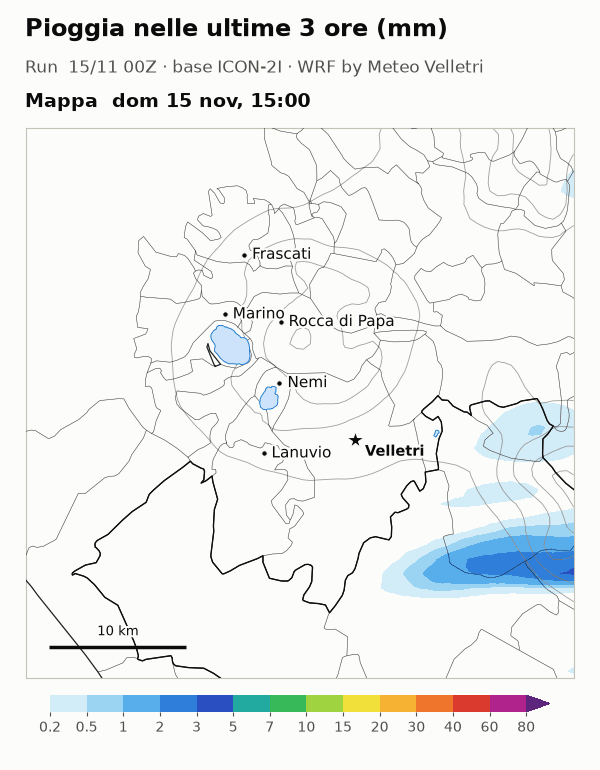 Pioggia nelle ultime 3 ore (mm)
Run  15/11 00Z · base ICON-2I · WRF by Meteo Velletri
Mappa  dom 15 nov, 15:00
Frascati
Marino
Rocca di Papa
Nemi
Velletri
Lanuvio
10 km
0.2 0.5 1 2 3 5 7 10 15 20 30 40 60 80